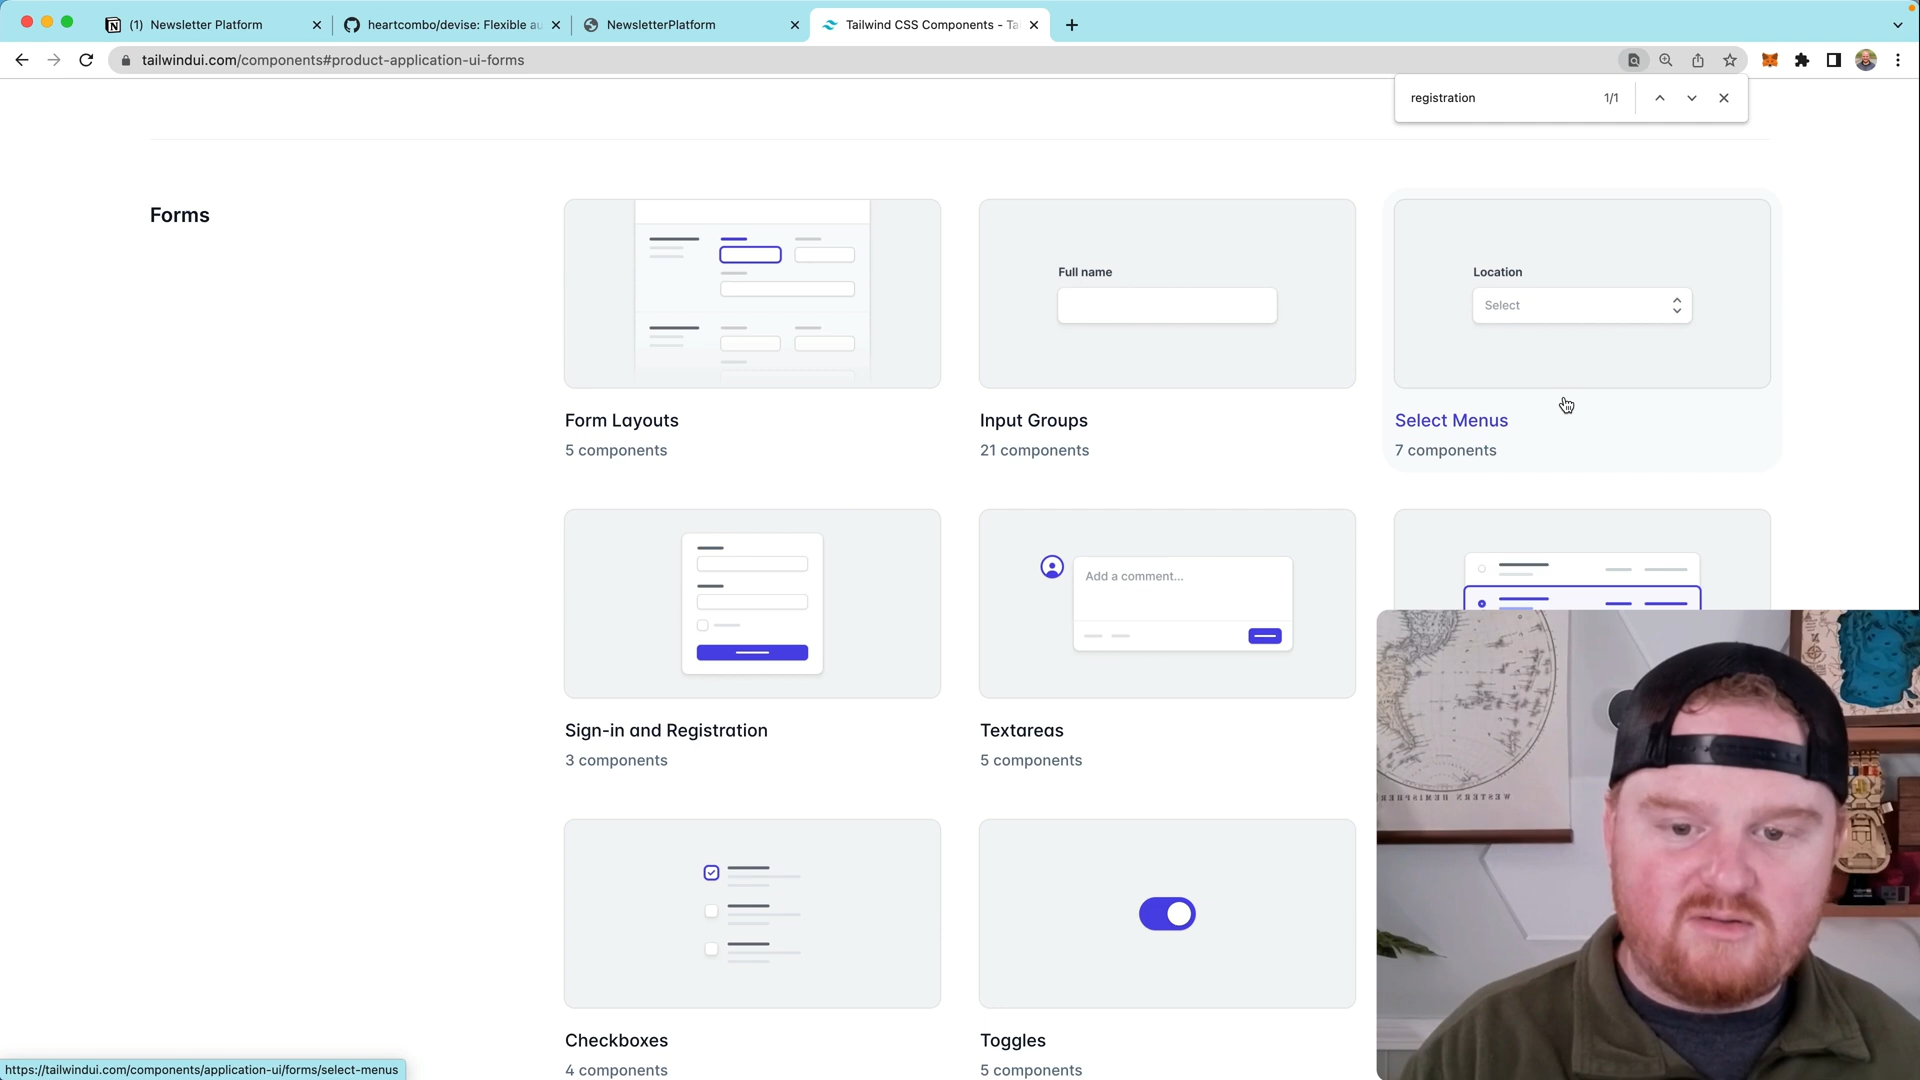 (1) Newsletter Platform
heartcombo/devise: Flexible au
NewsletterPlatform
Tailwind CSS Components - Ta
tailwindui.com/components#product-application-ui-forms
registration
1/1
Forms
Full name
Location
Select
Form Layouts
5 components
Input Groups
21 components
Select Menus
7 components
Add a comment...
Sign-in and Registration
3 components
Textareas
5 components
Checkboxes
4 components
Toggles
5 components
https://tailwindui.com/components/application-ui/forms/select-menus